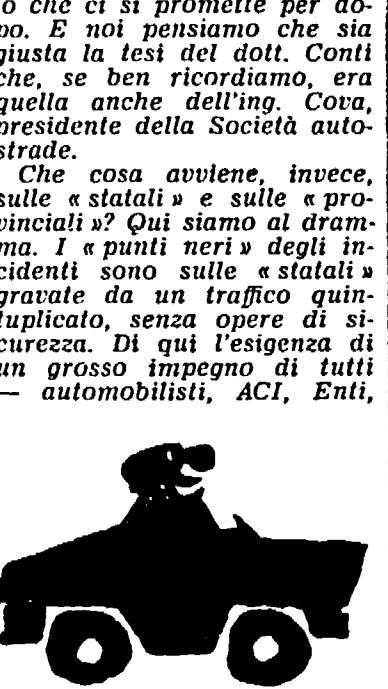 ciò che ci si promette per do-
po. E noi pensiamo che sia
giusta la tesi del dott. Conti
che, se ben ricordiamo, era
quella anche dell'ing. Cova,
presidente della Società auto-
strade.
Che cosa avviene, invece,
sulle « statali » e sulle « pro-
vinciali »? Qui siamo al dram-
ma. I « punti neri » degli in-
cidenti sono sulle « statali »
gravate da un traffico quin-
tuplicato, senza opere di si-
curezza. Di qui l'esigenza di
un grosso impegno di tutti
— automobilisti, ACI, Enti,